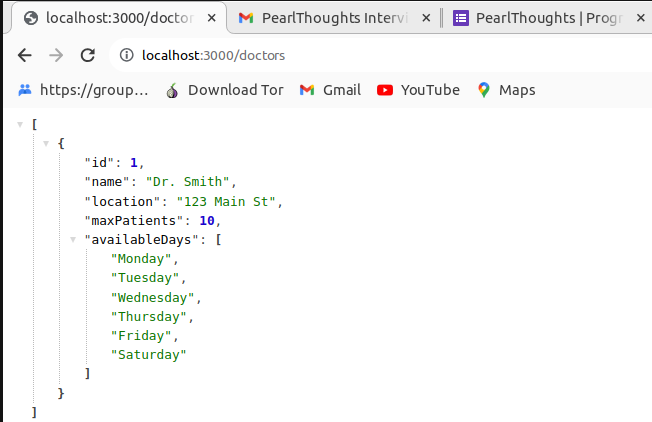 localhost:3000/doctor
PearlThoughts Intervi
PearlThoughts | Progr
localhost:3000/doctors
https://group...
Download Tor
Gmail
YouTube
Maps
[
{
"id": 1,
"name": "Dr. Smith",
"location": "123 Main St",
"maxPatients": 10,
"availableDays": [
"Monday",
"Tuesday",
"Wednesday",
"Thursday",
"Friday",
"Saturday"
]
}
]